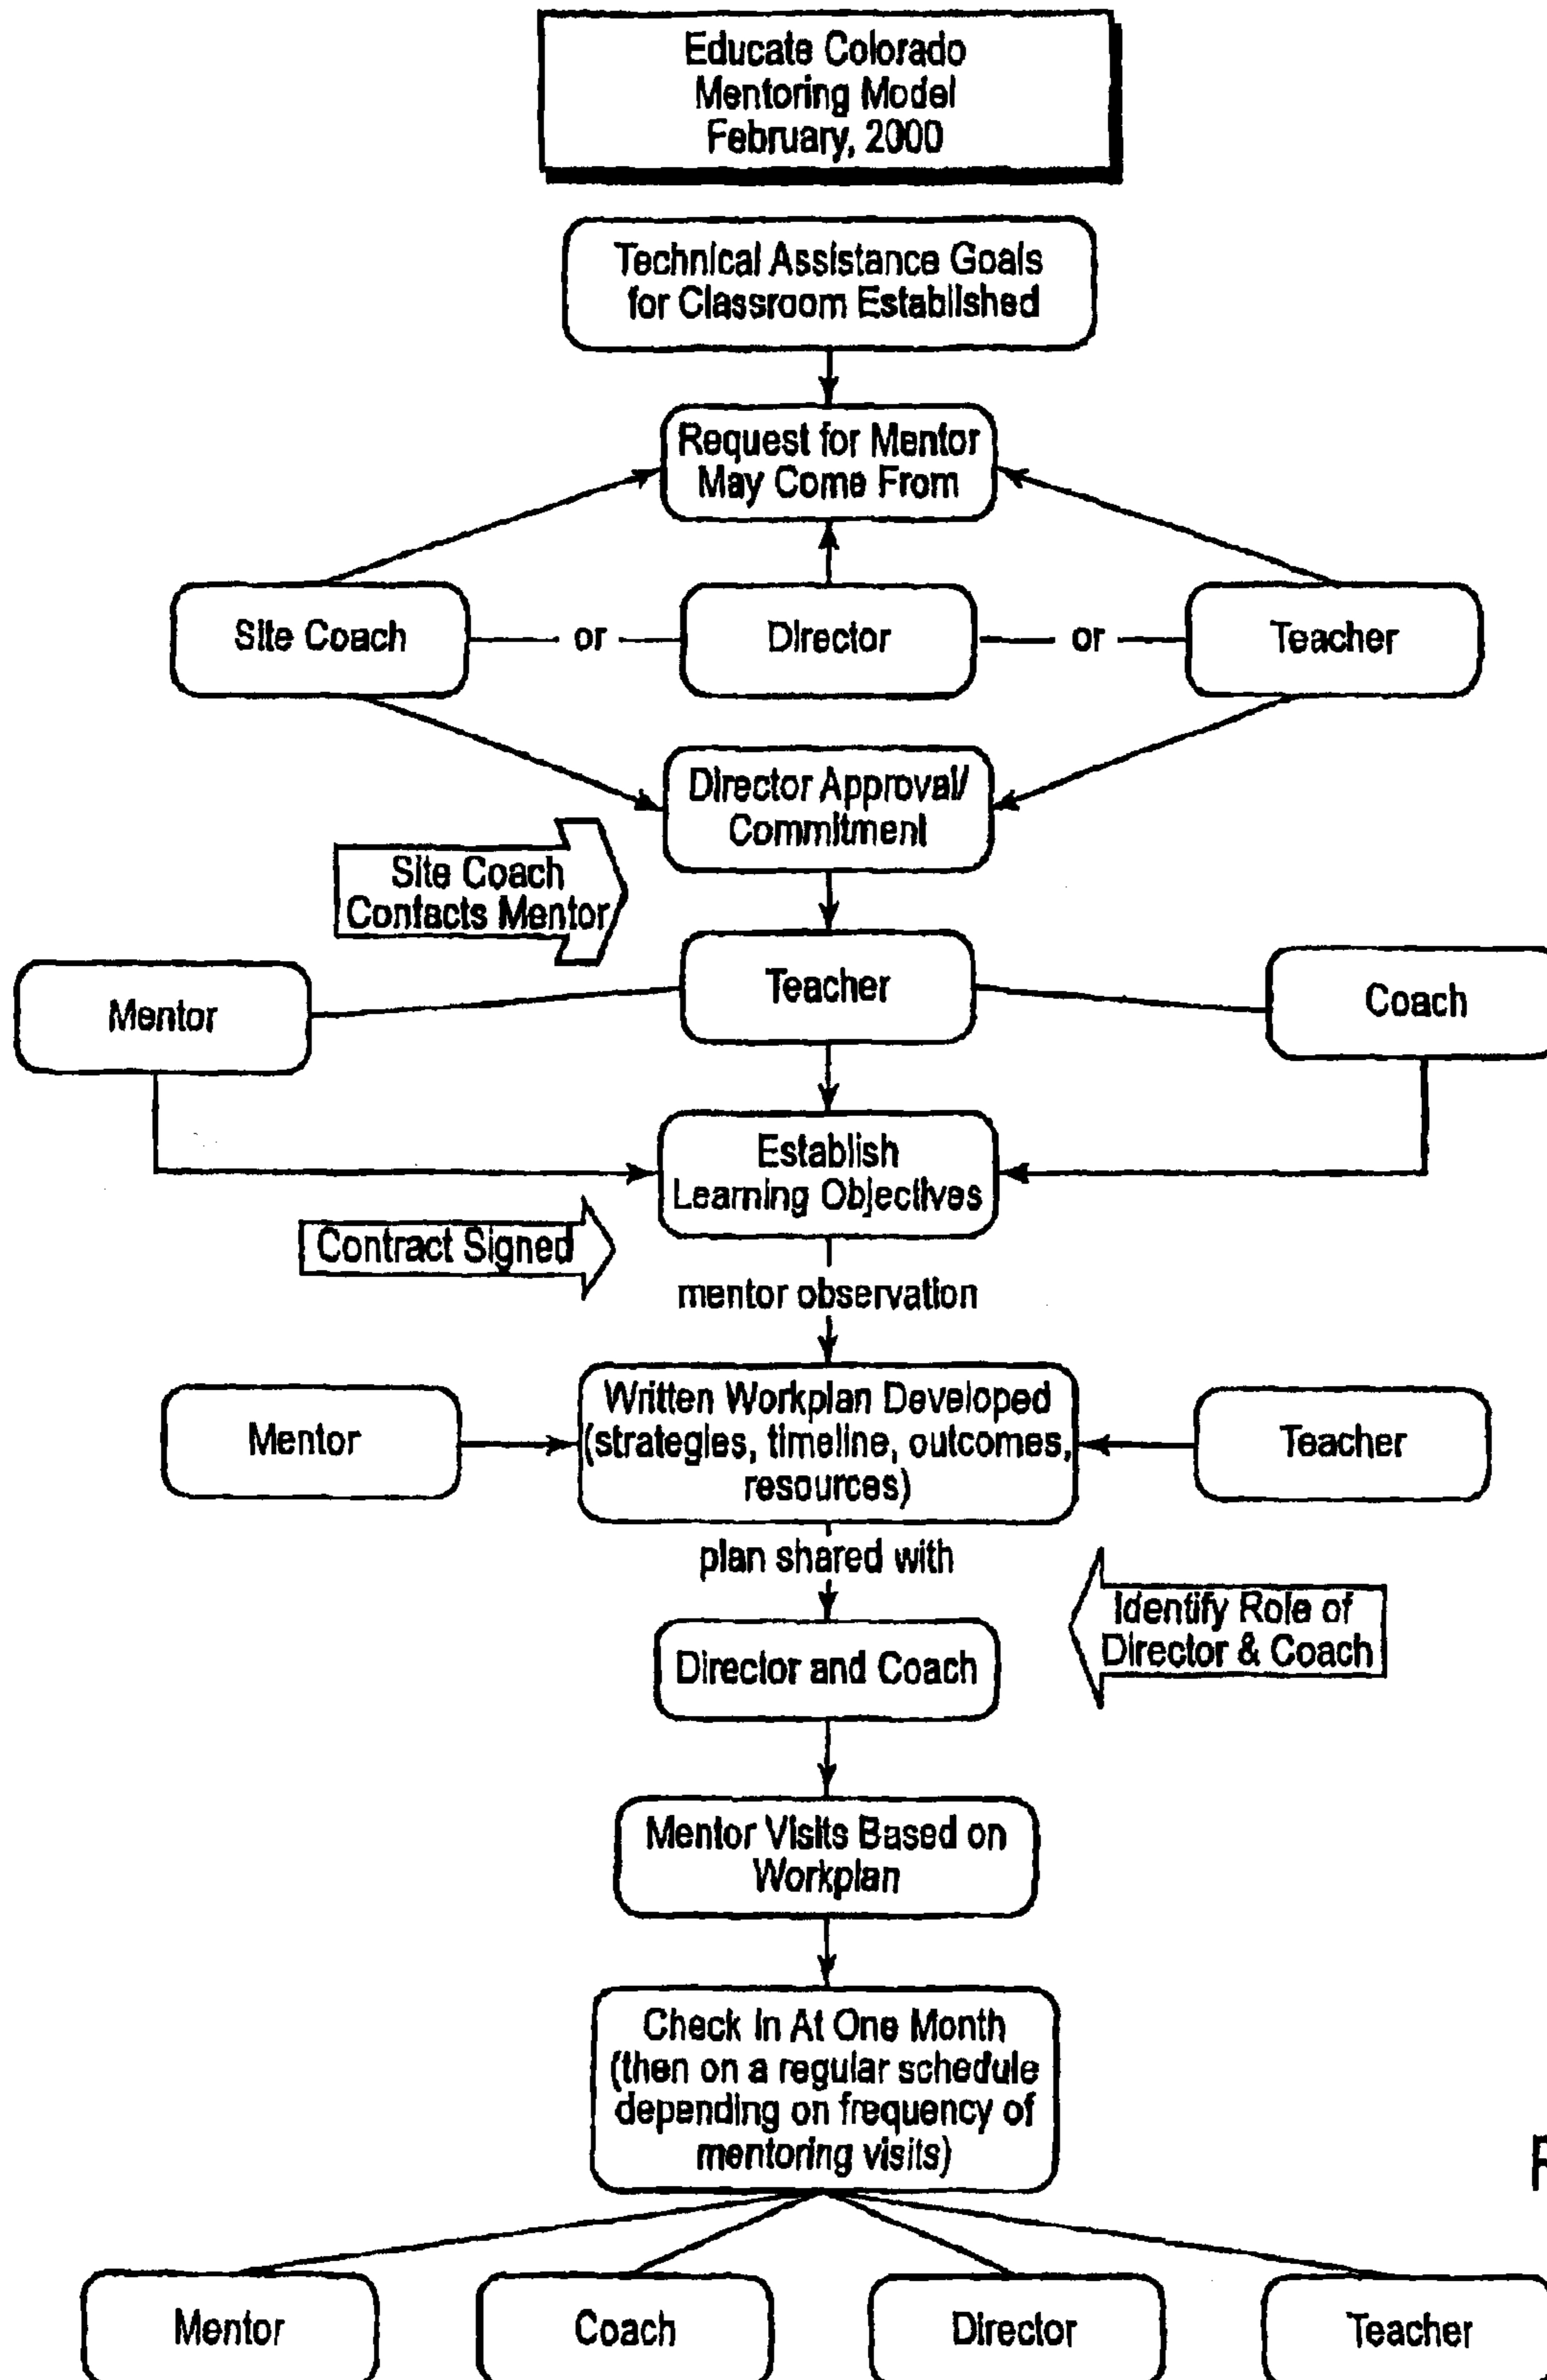 Educate Colorado
Mentoring Model
February, 2000
Technical Assistance Goals
for Classroom Established
Request for Mentor
May Come From
Site Coach
or
Director
or
Teacher
Director Approval/
Commitment
Site Coach
Contacts Mentor
Mentor
Teacher
Coach
Establish
Learning Objectives
Contract Signed
mentor observation
Mentor
Written Workplan Developed
(strategies, timeline, outcomes,
resources)
Teacher
plan shared with
Identify Role of
Director & Coach
Director and Coach
Mentor Visits Based on
Workplan
Check In At One Month
(then on a regular schedule
depending on frequency of
mentoring visits)
Mentor
Coach
Director
Teacher